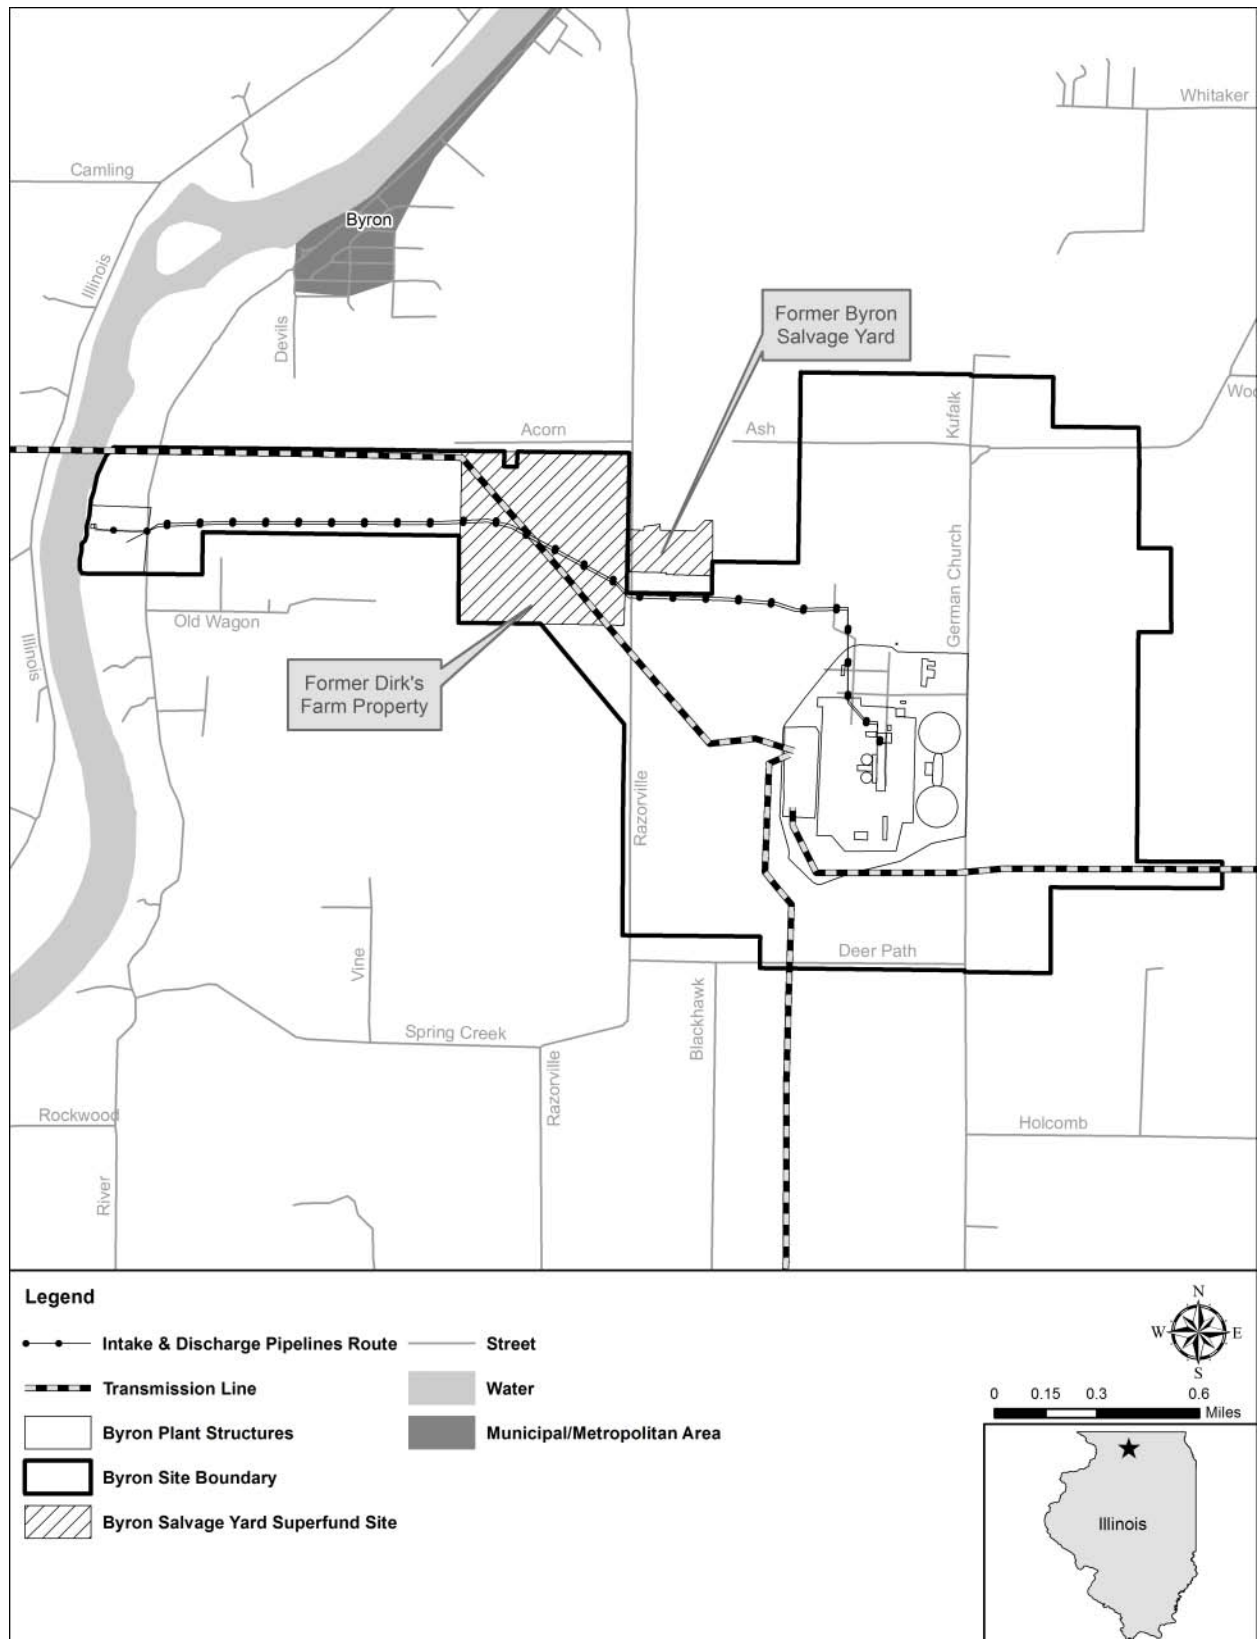 Whitaker
Camling
Byron
Illinois
Former Byron
Salvage Yard
Devils
Kufalk
Woo
Acorn
Ash
German Church
Old Wagon
Illinois
Former Dirk's
Farm Property
Razorville
Deer Path
Vine
Blackhawk
Spring Creek
Razorville
Rockwood
Holcomb
River
Legend
Intake & Discharge Pipelines Route
Street
Transmission Line
Water
Byron Plant Structures
Municipal/Metropolitan Area
Byron Site Boundary
Byron Salvage Yard Superfund Site
N
W
E
S
0 0.15 0.3 0.6
Miles
Illinois